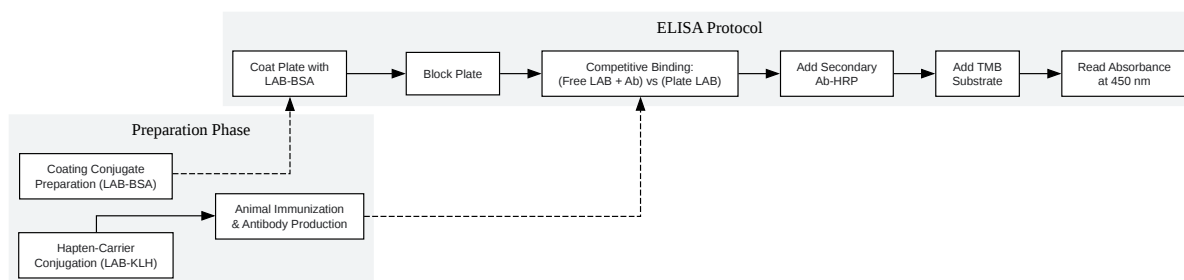 ELISA Protocol
Coat Plate with
LAB-BSA
Block Plate
Competitive Binding:
(Free LAB + Ab) vs (Plate LAB)
Add Secondary
Ab-HRP
Add TMB
Substrate
Read Absorbance
at 450 nm
Preparation Phase
Coating Conjugate
Preparation (LAB-BSA)
Animal Immunization
& Antibody Production
Hapten-Carrier
Conjugation (LAB-KLH)